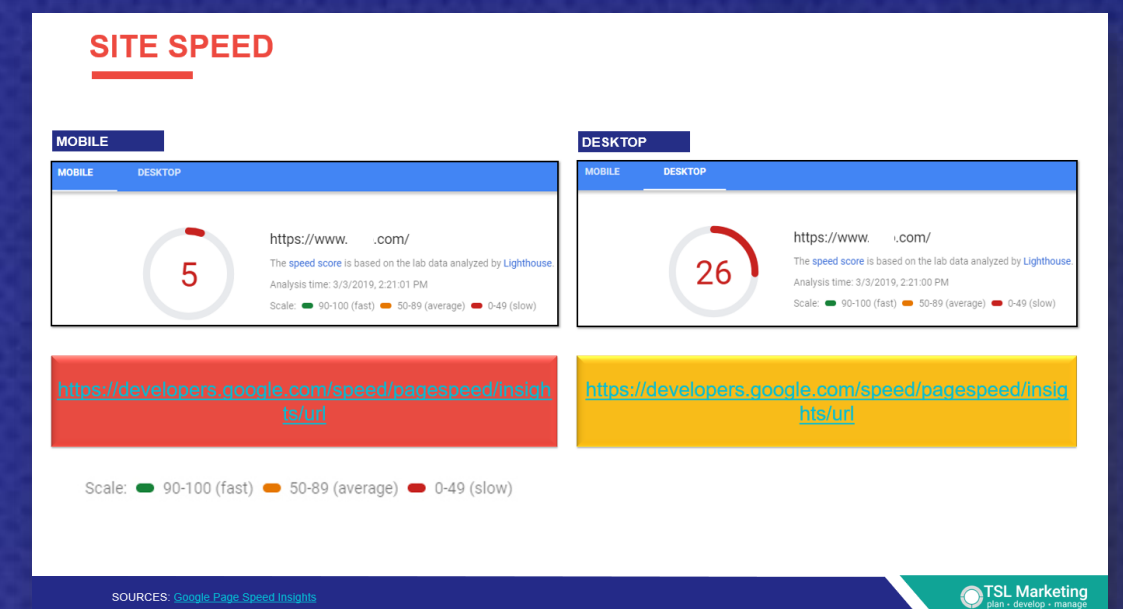 SITE SPEED
MOBILE
MOBILE DESKTOP
5
https://www. .com/
The speed score is based on the lab data analyzed by Lighthouse.
Analysis time: 3/3/2019, 2:21:01 PM
Scale: 90-100 (fast) 50-89 (average) 0-49 (slow)
DESKTOP
MOBILE DESKTOP
26
https://www. .com/
The speed score is based on the lab data analyzed by Lighthouse.
Analysis time: 3/3/2019, 2:21:00 PM
Scale: 90-100 (fast) 50-89 (average) 0-49 (slow)
https://developers.google.com/speed/pagespeed/insigh
ts/url
https://developers.google.com/speed/pagespeed/insig
hts/url
Scale: 90-100 (fast) 50-89 (average) 0-49 (slow)
SOURCES: Google Page Speed Insights
TSL Marketing
plan • develop • manage